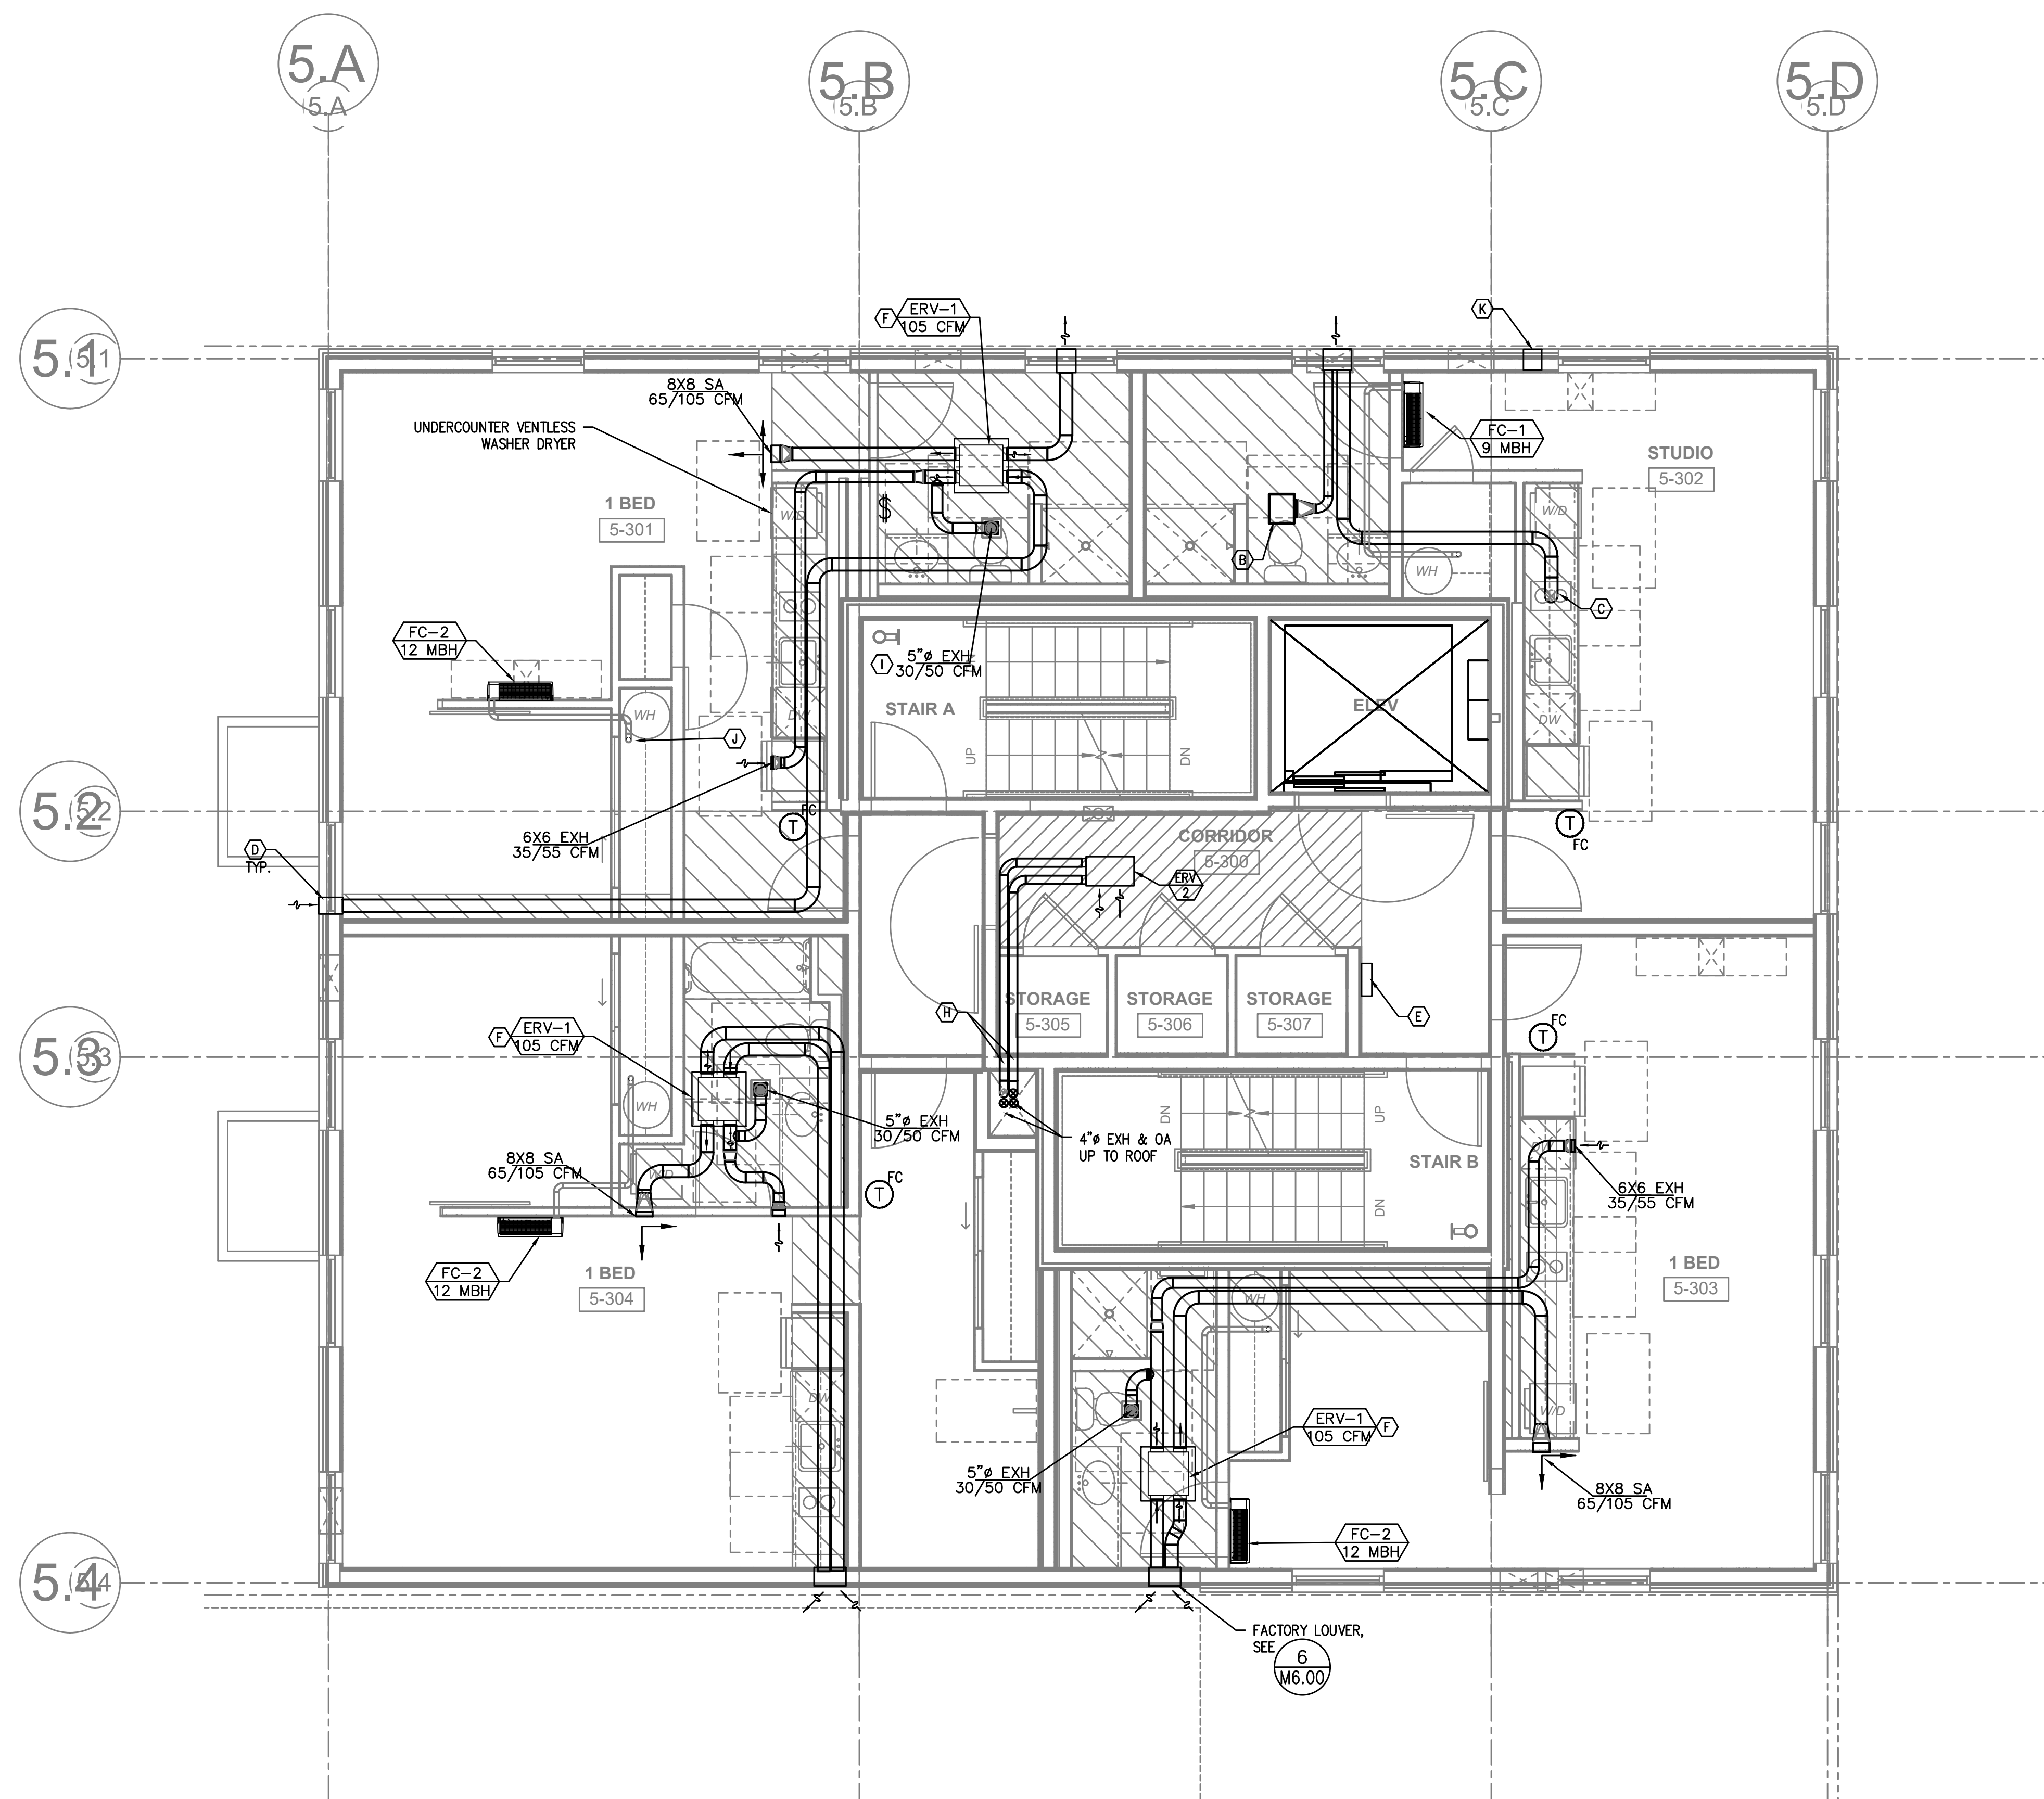 5.A
5.A
5.B
5.B
5.C
5.C
5.D
5.D
5.1
5.1
F
ERV-1
105 CFM
K
8X8 SA
65/105 CFM
UNDERCOUNTER VENTLESS
WASHER DRYER
FC-1
9 MBH
STUDIO
5-302
1 BED
5-301
W/D
$
W/D
B
WH
C
FC-2
12 MBH
I
5"ø EXH
30/50 CFM
STAIR A
ELEV
WH
DW
DW
J
UP
DN
5.2
5.2
6X6 EXH
35/55 CFM
T
FC
T
FC
D
TYP.
CORRIDOR
5-300
ERV
2
H
STORAGE
5-305
STORAGE
5-306
STORAGE
5-307
E
5.3
5.3
F
ERV-1
105 CFM
T
FC
WH
5"ø EXH
30/50 CFM
4"ø EXH & OA
UP TO ROOF
DN
UP
STAIR B
DN
8X8 SA
65/105 CFM
W/D
T
FC
6X6 EXH
35/55 CFM
FC-2
12 MBH
1 BED
5-304
1 BED
5-303
WH
DW
W/D
ERV-1
105 CFM
F
5"ø EXH
30/50 CFM
8X8 SA
65/105 CFM
FC-2
12 MBH
5.4
5.4
FACTORY LOUVER,
SEE
6
M6.00